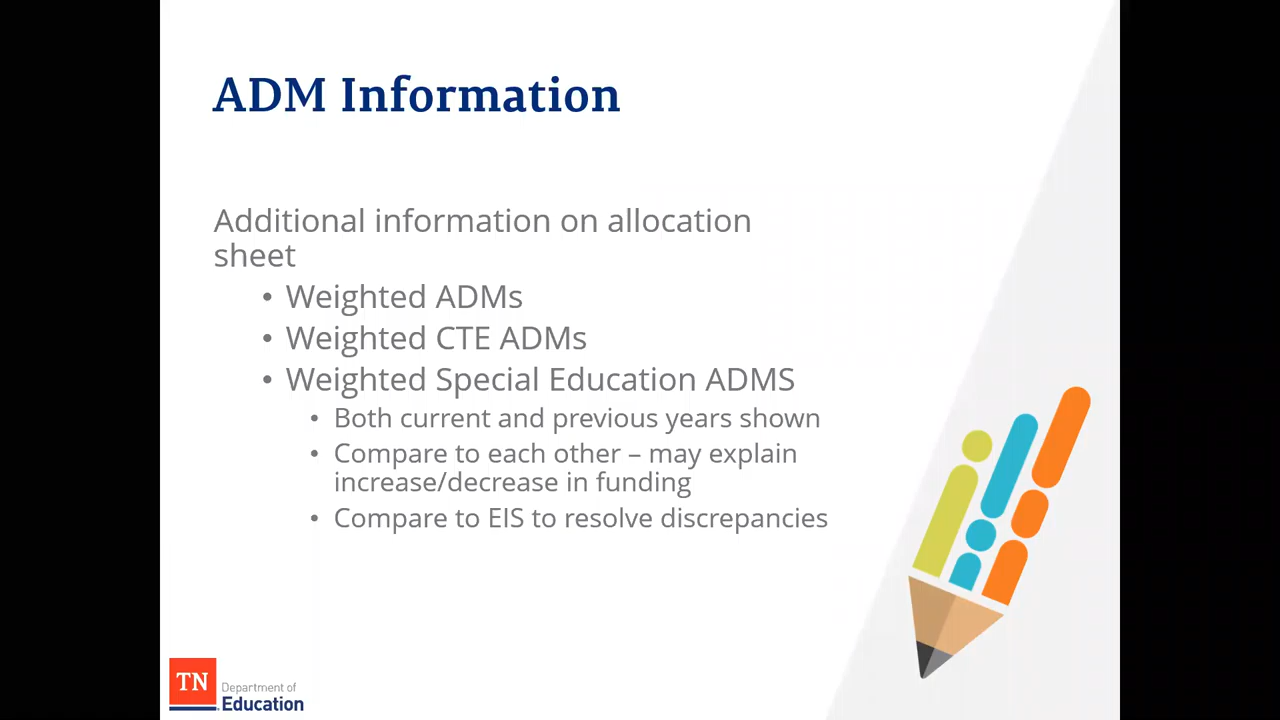 ADM Information
Additional information on allocation
sheet
• Weighted ADMs
• Weighted CTE ADMs
• Weighted Special Education ADMS
• Both current and previous years shown
• Compare to each other – may explain
increase/decrease in funding
• Compare to EIS to resolve discrepancies
TN
Department of
Education